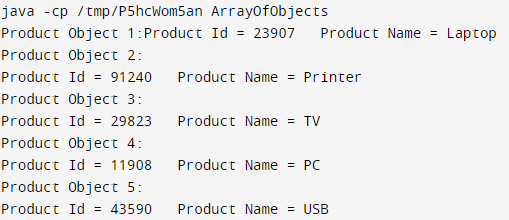 java -cp /tmp/P5hcWom5an ArrayOfObjects
Product Object 1:Product Id = 23907   Product Name = Laptop
Product Object 2:
Product Id = 91240   Product Name = Printer
Product Object 3:
Product Id = 29823   Product Name = TV
Product Object 4:
Product Id = 11908   Product Name = PC
Product Object 5:
Product Id = 43590   Product Name = USB